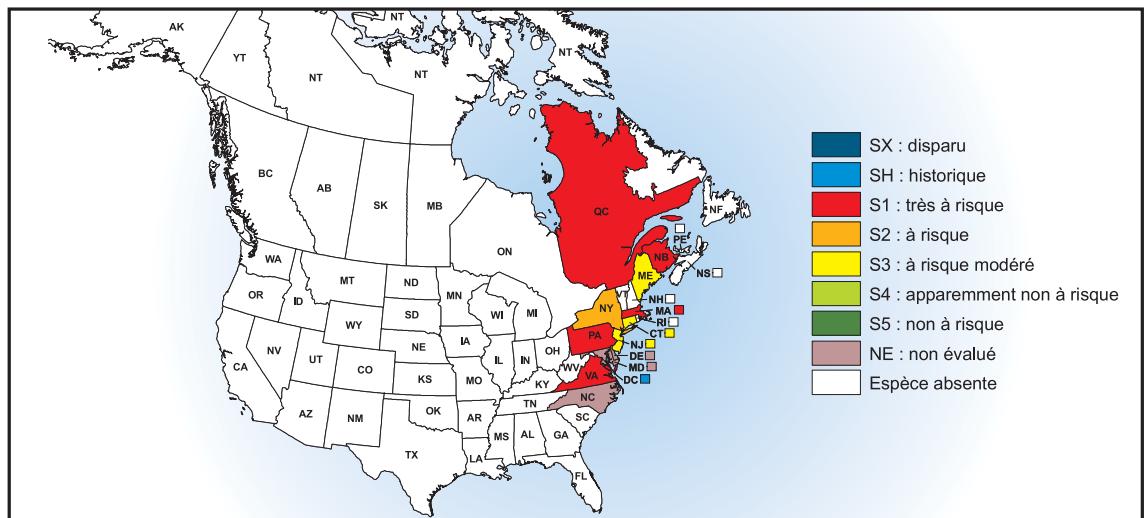 AK
NT
YT
NT
NT
NT
BC
AB
SK
MB
ON
QC
NF
PE
NB
NS
ME
WA
MT
ND
MN
OR
ID
SD
WI
MI
NY
VT
NH
MA
RI
CT
WY
NE
IA
PA
NJ
NV
UT
CO
IL
IN
OH
DE
MD
DC
CA
KS
MO
KY
WV
VA
AZ
NM
OK
AR
TN
NC
SC
TX
LA
MS
AL
GA
FL
SX : disparu
SH : historique
S1 : très à risque
S2 : à risque
S3 : à risque modéré
S4 : apparemment non à risque
S5 : non à risque
NE : non évalué
Espèce absente